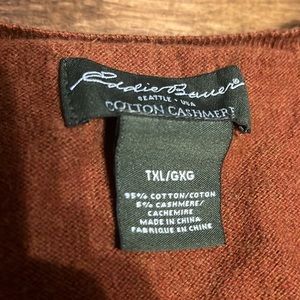 Eddie Bauer®
SEATTLE • USA
COTTON CASHMERE
TXL/GXG
95% COTTON/COTON
5% CASHMERE/
CACHEMIRE
MADE IN CHINA
FABRIQUE EN CHINE